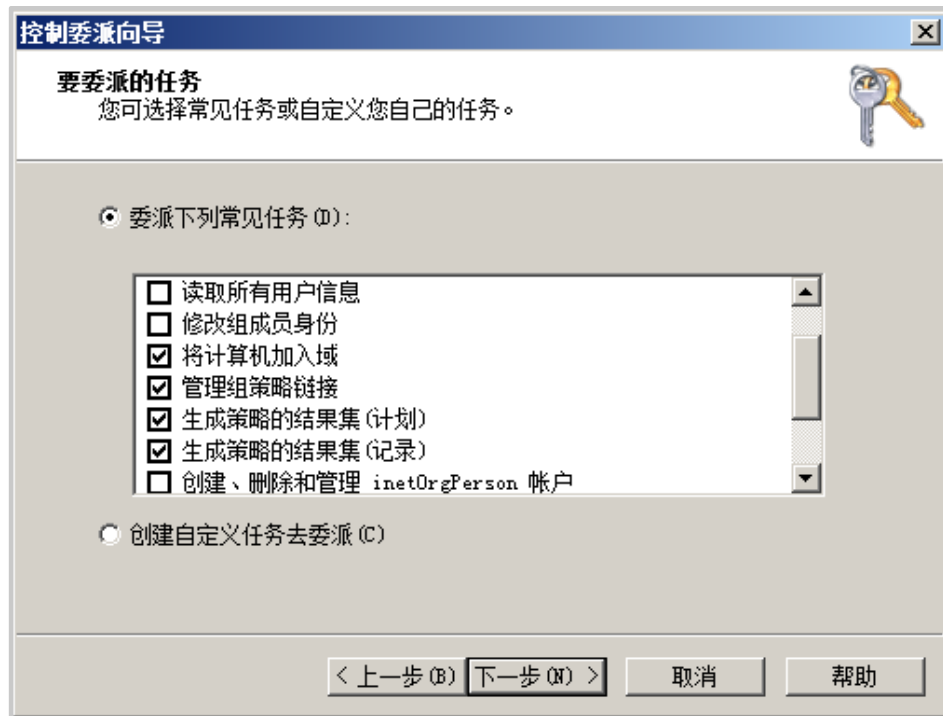 控制委派向导
要委派的任务
您可选择常见任务或自定义您自己的任务。
委派下列常见任务(D):
读取所有用户信息
修改组成员身份
将计算机加入域
管理组策略链接
生成策略的结果集(计划)
生成策略的结果集(记录)
创建、删除和管理 inetOrgPerson 帐户
创建自定义任务去委派(C)
< 上一步(B) 下一步(N) > 取消 帮助